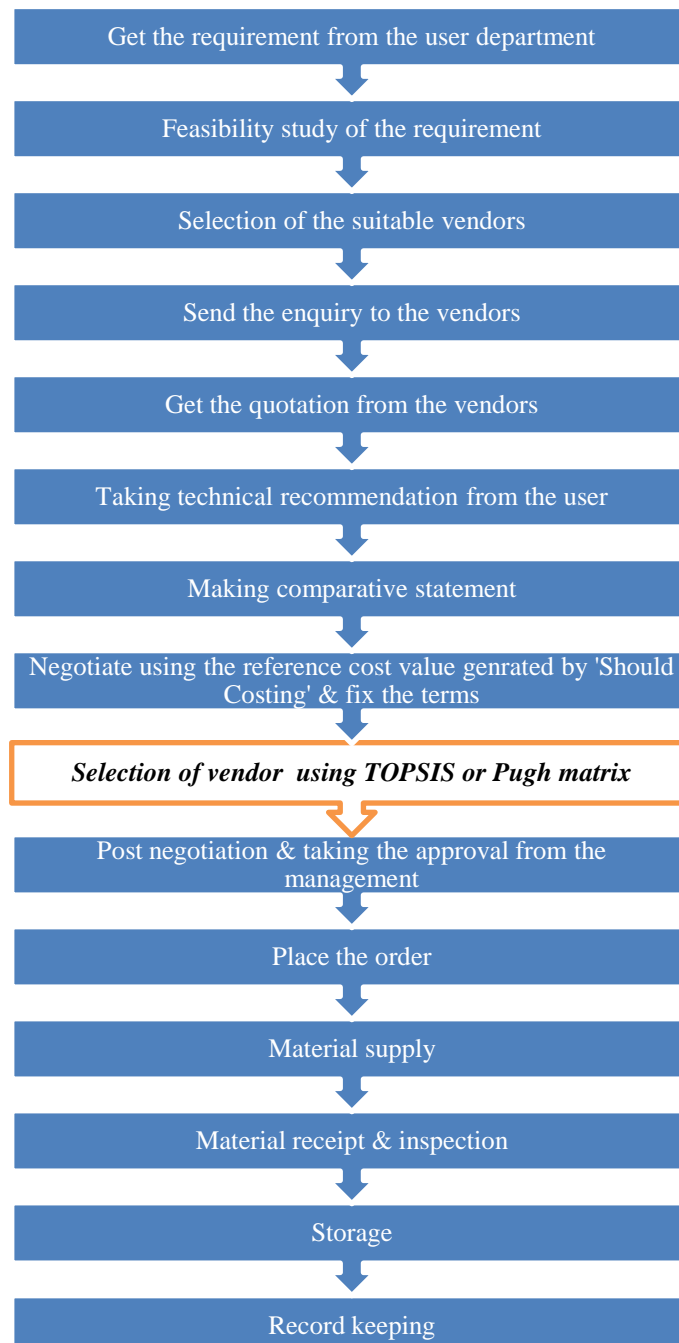 Get the requirement from the user department
Feasibility study of the requirement
Selection of the suitable vendors
Send the enquiry to the vendors
Get the quotation from the vendors
Taking technical recommendation from the user
Making comparative statement
Negotiate using the reference cost value genrated by 'Should
Costing' & fix the terms
Selection of vendor using TOPSIS or Pugh matrix
Post negotiation & taking the approval from the
management
Place the order
Material supply
Material receipt & inspection
Storage
Record keeping